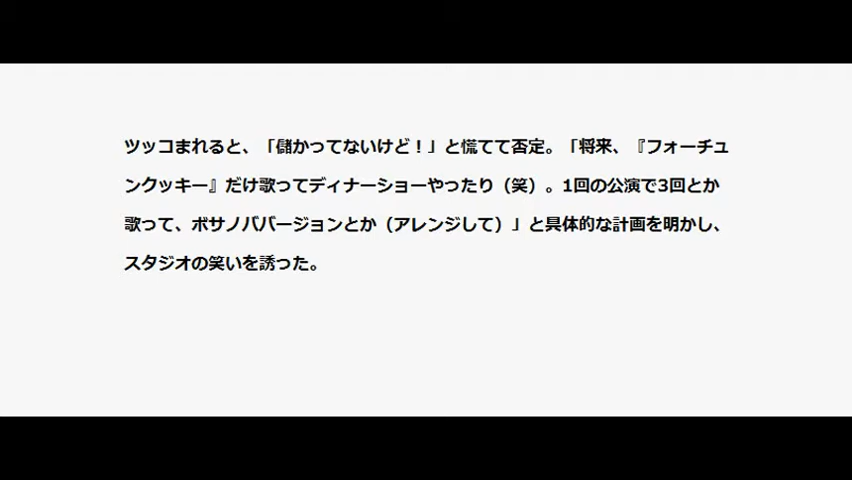 ツッコまれると、「儲かってないけど！」と慌てて否定。「将来、『フォーチュ
ンクッキー』だけ歌ってディナーショーやったり（笑）。1回の公演で3回とか
歌って、ボサノババージョンとか（アレンジして）」と具体的な計画を明かし、
スタジオの笑いを誘った。